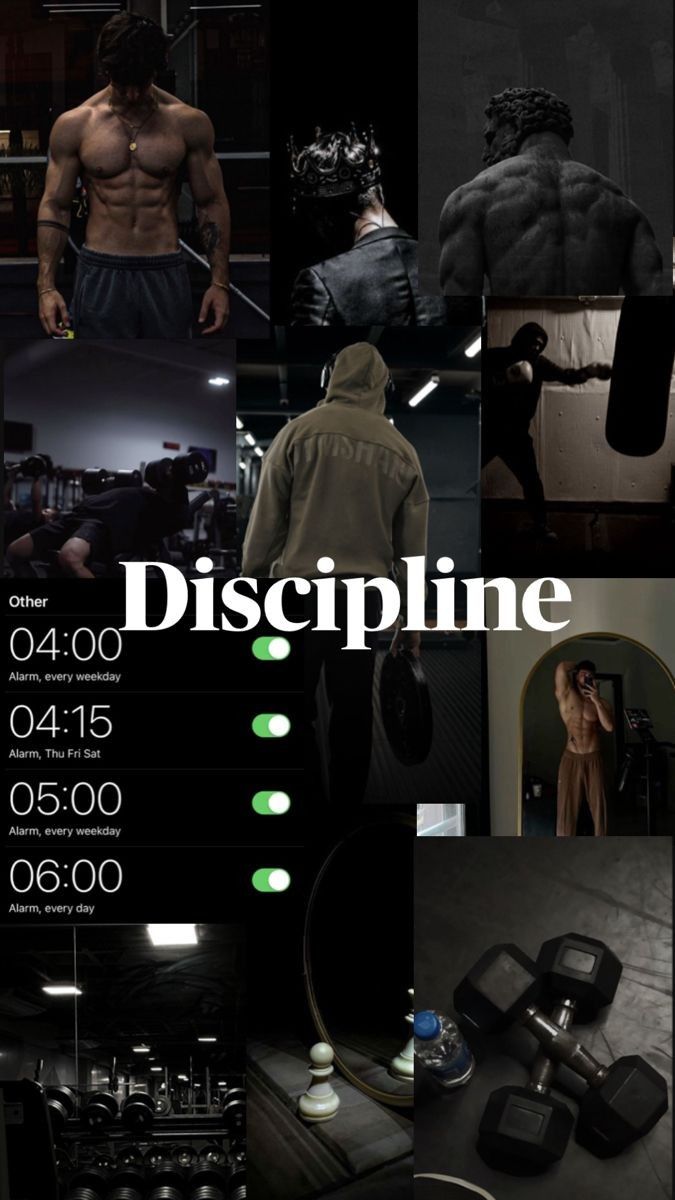 Discipline
Other
04:00
Alarm, every weekday
04:15
Alarm, Thu Fri Sat
05:00
Alarm, every weekday
06:00
Alarm, every day